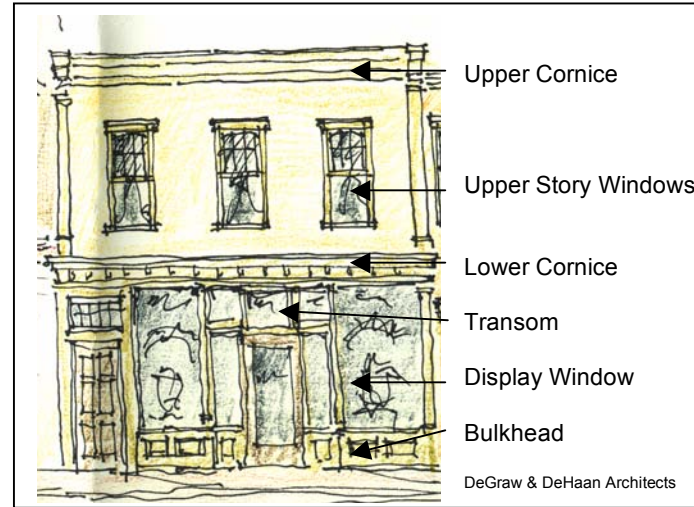 Upper Cornice
Upper Story Windows
Lower Cornice
Transom
Display Window
Bulkhead
DeGraw & DeHaan Architects